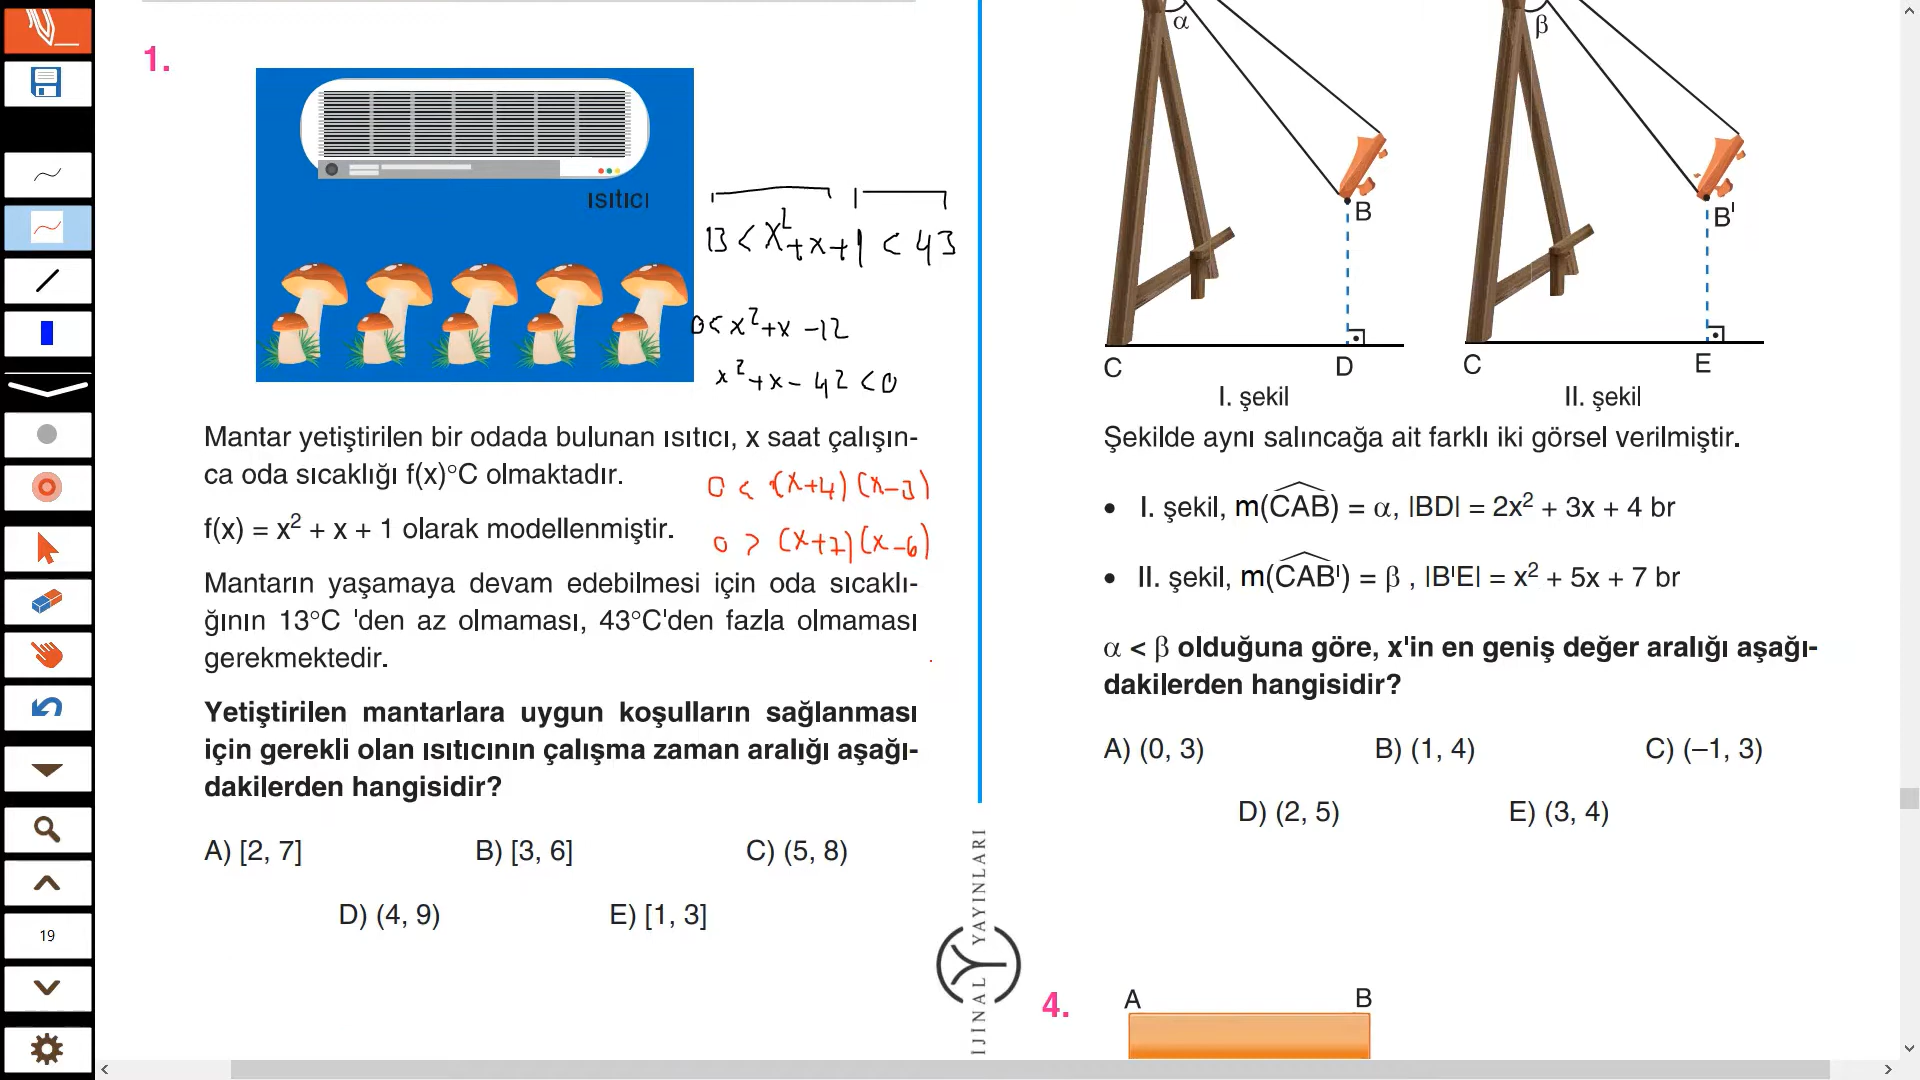 1.
ısıtıcı
13 < x²+x+1 < 43
0 < x²+x-12
x²+x-42 < 0
Mantar yetiştirilen bir odada bulunan ısıtıcı, x saat çalışın-
ca oda sıcaklığı f(x)°C olmaktadır.
0 < (x+4)(x-3)
f(x) = x² + x + 1 olarak modellenmiştir.
0 > (x+7)(x-6)
Mantarın yaşamaya devam edebilmesi için oda sıcaklı-
ğının 13°C 'den az olmaması, 43°C'den fazla olmaması
gerekmektedir.
Yetiştirilen mantarlara uygun koşulların sağlanması
için gerekli olan ısıtıcının çalışma zaman aralığı aşağı-
dakilerden hangisidir?
A) [2, 7] B) [3, 6] C) (5, 8)
D) (4, 9) E) [1, 3]
19
IJINAL YAYINLARI
α β
B B'
C D C E
I. şekil II. şekil
Şekilde aynı salıncağa ait farklı iki görsel verilmiştir.
• I. şekil, m(CAB) = α, |BD| = 2x² + 3x + 4 br
• II. şekil, m(CAB') = β , |B'E| = x² + 5x + 7 br
α < β olduğuna göre, x'in en geniş değer aralığı aşağı-
dakilerden hangisidir?
A) (0, 3) B) (1, 4) C) (–1, 3)
D) (2, 5) E) (3, 4)
4.
A B